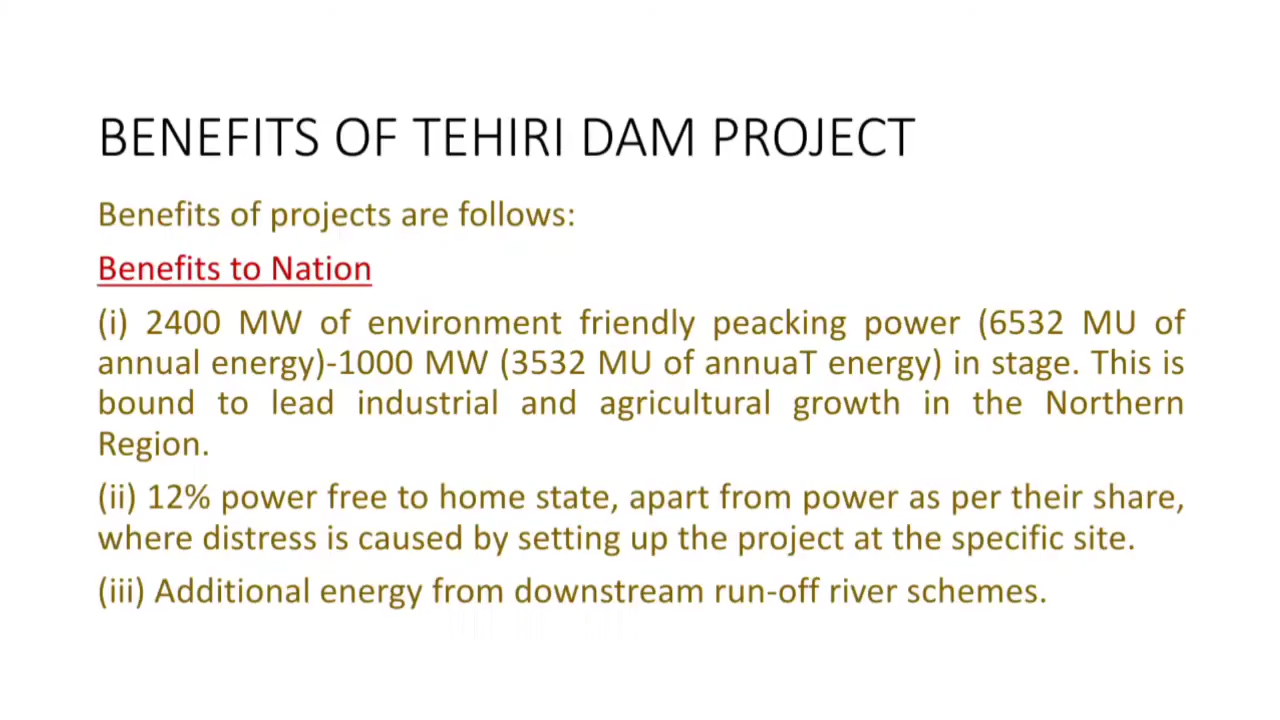 BENEFITS OF TEHIRI DAM PROJECT
Benefits of projects are follows:
Benefits to Nation
(i) 2400 MW of environment friendly peacking power (6532 MU of
annual energy)-1000 MW (3532 MU of annuaT energy) in stage. This is
bound to lead industrial and agricultural growth in the Northern
Region.
(ii) 12% power free to home state, apart from power as per their share,
where distress is caused by setting up the project at the specific site.
(iii) Additional energy from downstream run-off river schemes.